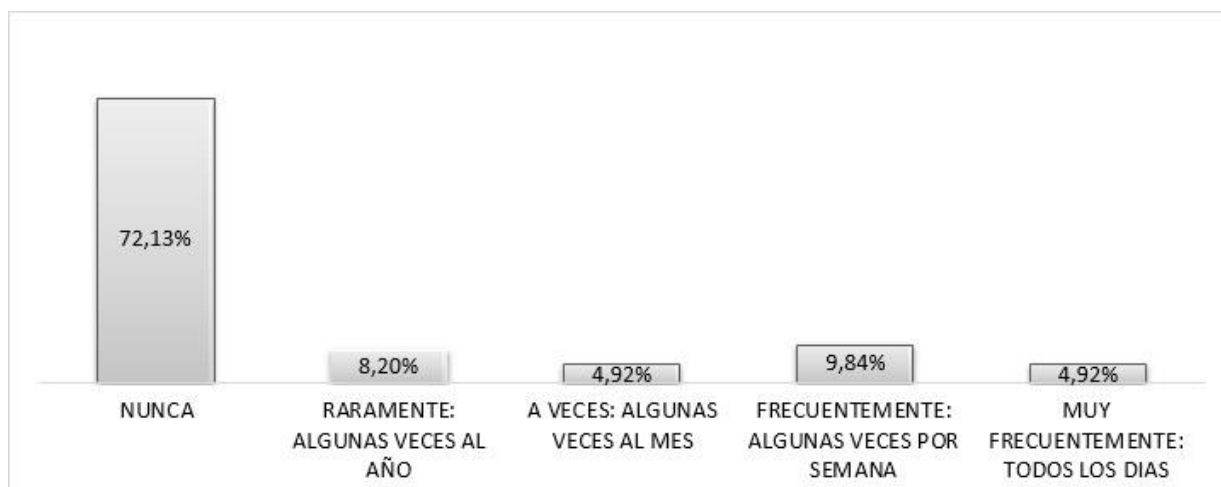 72,13%
8,20%
4,92%
9,84%
4,92%
NUNCA
RARAMENTE:
ALGUNAS VECES AL
AÑO
A VECES: ALGUNAS
VECES AL MES
FRECUENTEMENTE:
ALGUNAS VECES POR
SEMANA
MUY
FRECUENTEMENTE:
TODOS LOS DIAS